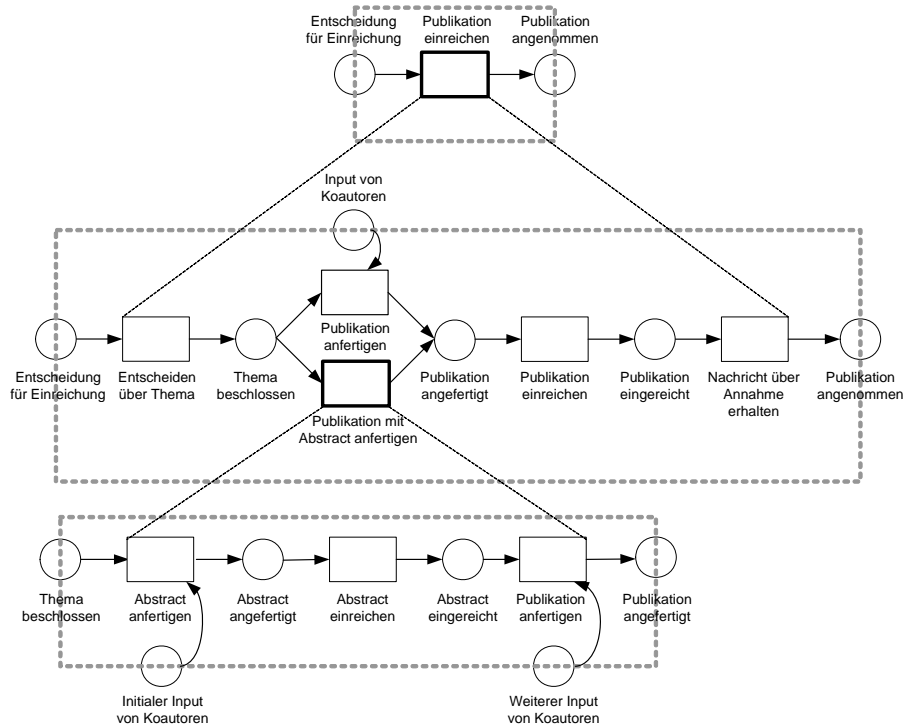 Entscheidung
für Einreichung
Publikation
einreichen
Publikation
angenommen
Input von
Koautoren
Publikation
anfertigen
Entscheidung
für Einreichung
Entscheiden
über Thema
Thema
beschlossen
Publikation mit
Abstract anfertigen
Publikation
angefertigt
Publikation
einreichen
Publikation
eingereicht
Nachricht über
Annahme
erhalten
Publikation
angenommen
Thema
beschlossen
Abstract
anfertigen
Abstract
angefertigt
Abstract
einreichen
Abstract
eingereicht
Publikation
anfertigen
Publikation
angefertigt
Initialer Input
von Koautoren
Weiterer Input
von Koautoren